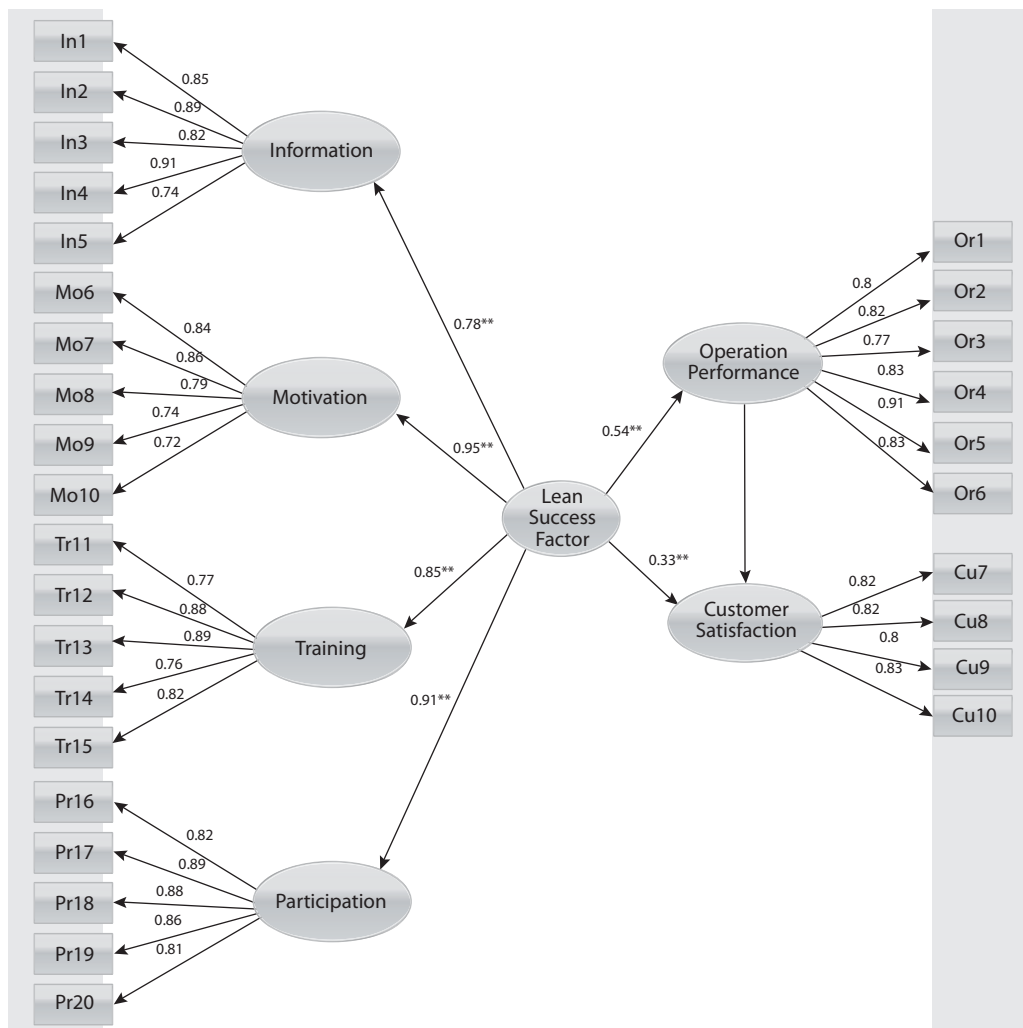 In1
In2
In3
In4
In5
0.85
0.89
0.82
0.91
0.74
Information
Mo6
Mo7
Mo8
Mo9
Mo10
0.84
0.86
0.79
0.74
0.72
Motivation
Tr11
Tr12
Tr13
Tr14
Tr15
0.77
0.88
0.89
0.76
0.82
Training
Pr16
Pr17
Pr18
Pr19
Pr20
0.82
0.89
0.88
0.86
0.81
Participation
0.78**
0.95**
0.85**
0.91**
Lean
Success
Factor
0.54**
0.33**
Operation
Performance
0.8
0.82
0.77
0.83
0.91
0.83
Or1
Or2
Or3
Or4
Or5
Or6
Customer
Satisfaction
0.82
0.82
0.8
0.83
Cu7
Cu8
Cu9
Cu10